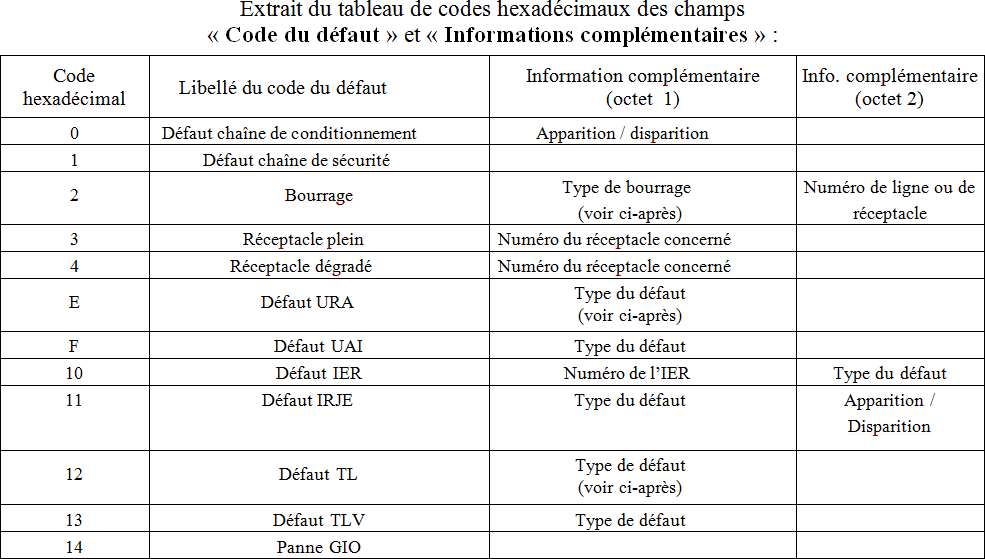 Extrait du tableau de codes hexadécimaux des champs
« Code du défaut » et « Informations complémentaires » :
Code hexadécimal
Libellé du code du défaut
Information complémentaire (octet 1)
Info. complémentaire (octet 2)
0 Défaut chaîne de conditionnement Apparition / disparition
1 Défaut chaîne de sécurité
2 Bourrage Type de bourrage (voir ci-après) Numéro de ligne ou de réceptacle
3 Réceptacle plein Numéro du réceptacle concerné
4 Réceptacle dégradé Numéro du réceptacle concerné
E Défaut URA Type du défaut (voir ci-après)
F Défaut UAI Type du défaut
10 Défaut IER Numéro de l’IER Type du défaut
11 Défaut IRJE Type du défaut Apparition / Disparition
12 Défaut TL Type de défaut (voir ci-après)
13 Défaut TLV Type de défaut
14 Panne GIO